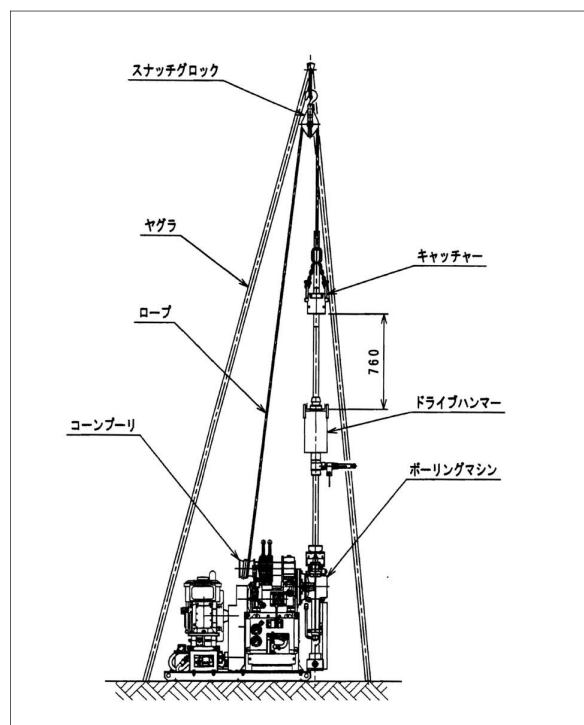 スナッチグロック
ヤグラ
キャッチャー
ロープ
760
ドライブハンマー
コーンプーリ
ボーリングマシン